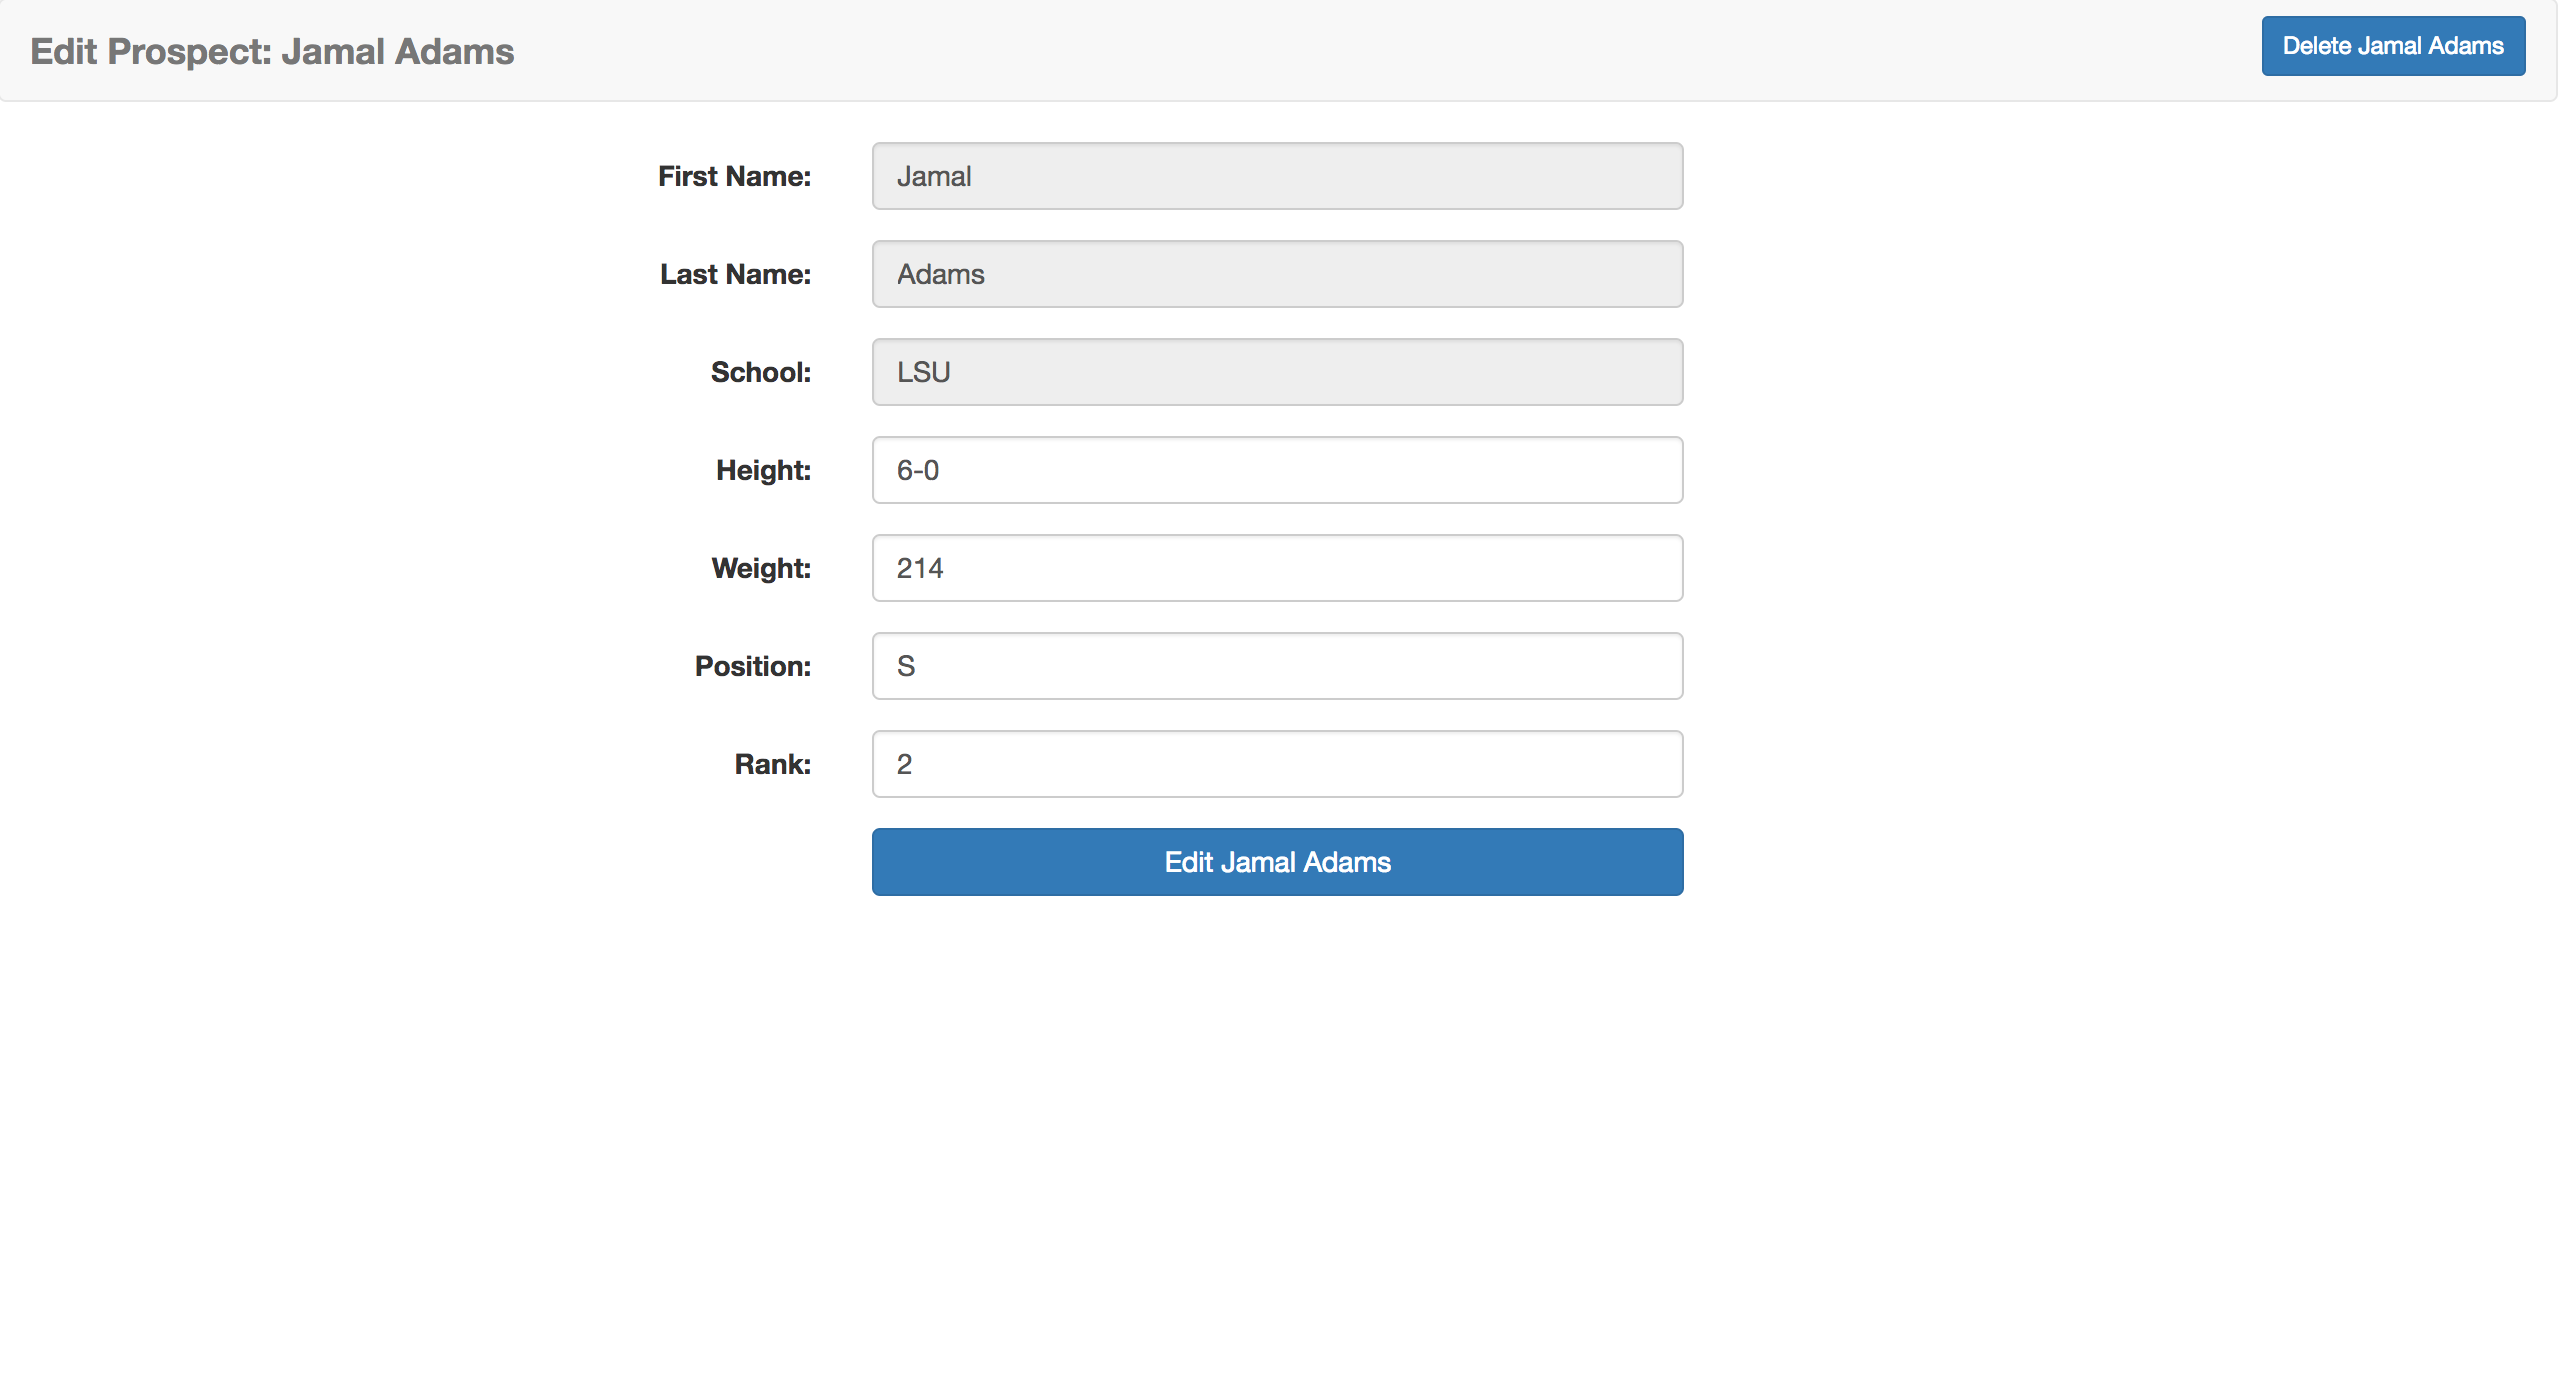 Edit Prospect: Jamal Adams
Delete Jamal Adams
First Name: Jamal
Last Name: Adams
School: LSU
Height: 6-0
Weight: 214
Position: S
Rank: 2
Edit Jamal Adams